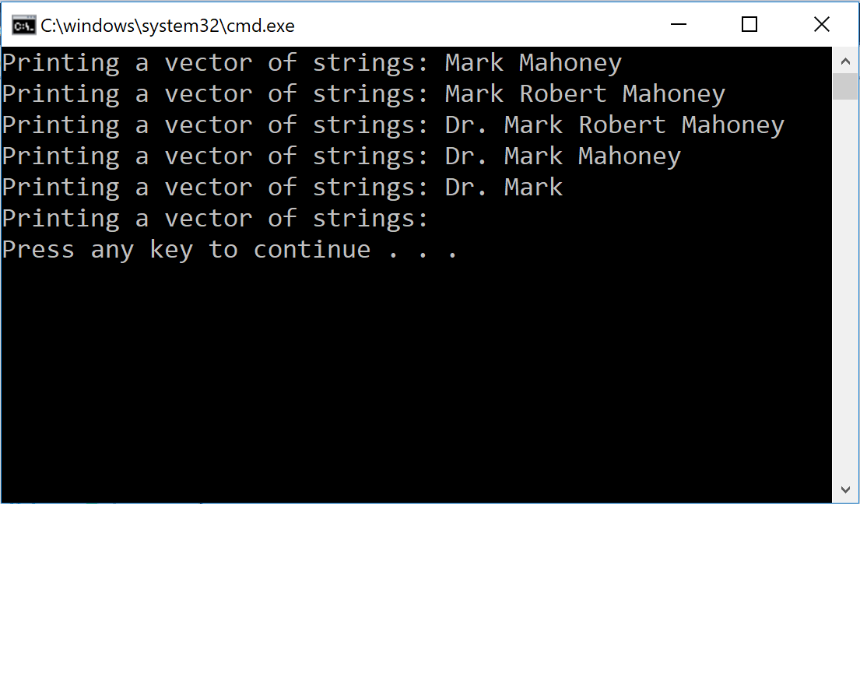 C:\windows\system32\cmd.exe
Printing a vector of strings: Mark Mahoney
Printing a vector of strings: Mark Robert Mahoney
Printing a vector of strings: Dr. Mark Robert Mahoney
Printing a vector of strings: Dr. Mark Mahoney
Printing a vector of strings: Dr. Mark
Printing a vector of strings:
Press any key to continue . . .